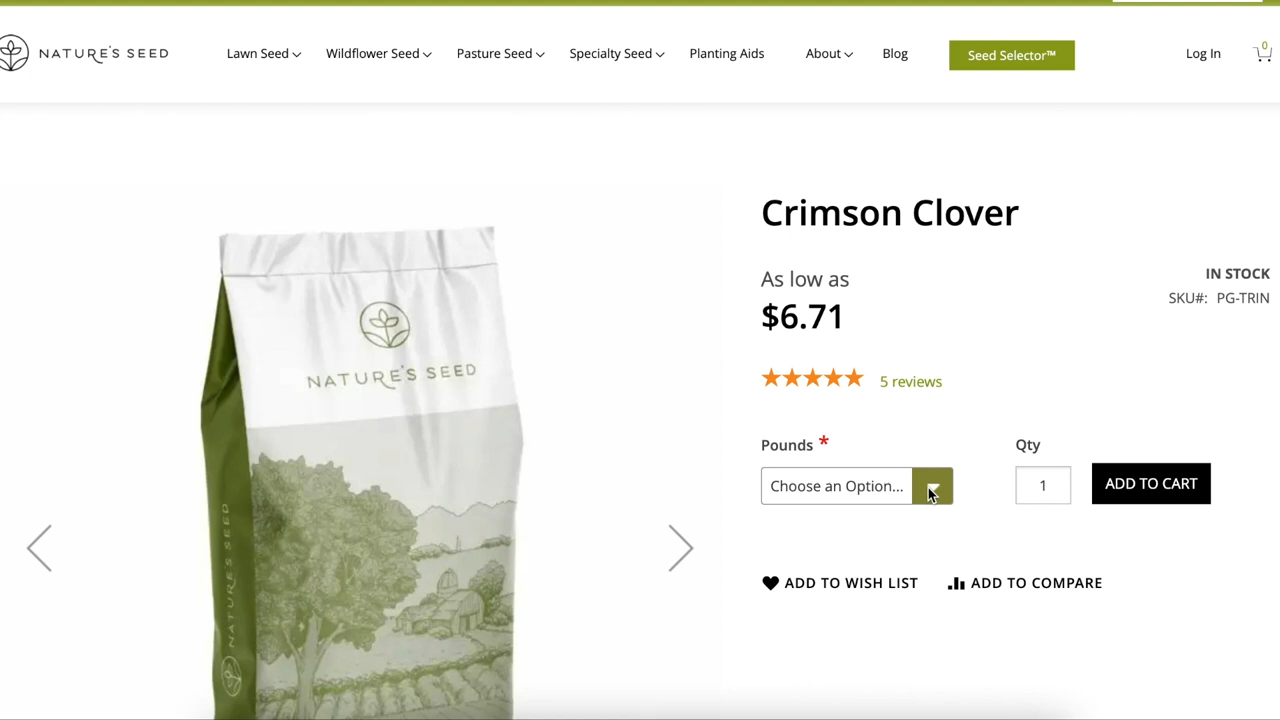 NATURE'S SEED
Lawn Seed
Wildflower Seed
Pasture Seed
Specialty Seed
Planting Aids
About
Blog
Seed Selector™
Log In
0
Crimson Clover
As low as
$6.71
IN STOCK
SKU#: PG-TRIN
5 reviews
Pounds *
Qty
Choose an Option...
1
ADD TO CART
ADD TO WISH LIST
ADD TO COMPARE
NATURE'S SEED
NATURE'S SEED